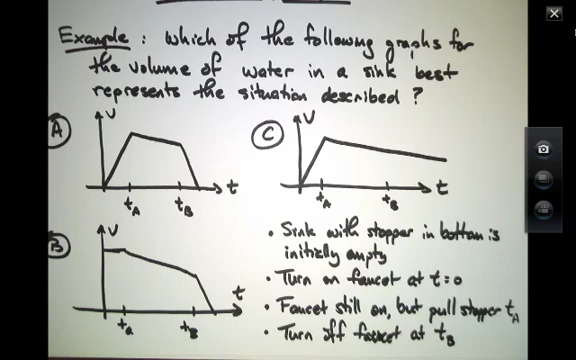 Example : Which of the following graphs for
the volume of water in a sink best
represents the situation described ?
A
V
t
tA
tB
C
V
t
tA
tB
B
V
t
ta
tB
• Sink with stopper in bottom is
initially empty
• Turn on faucet at t=0
• Faucet still on, but pull stopper tA
• Turn off faucet at tB